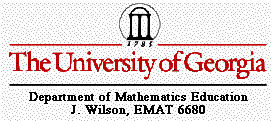 1785
The University of Georgia
Department of Mathematics Education
J. Wilson, EMAT 6680